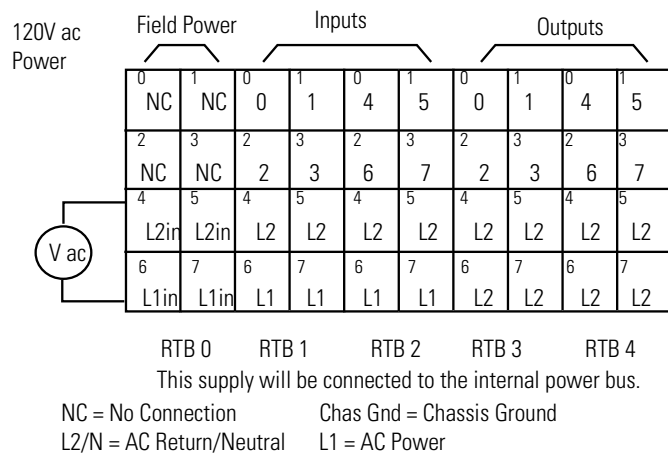 120V ac
Power
Field Power
Inputs
Outputs
0 1 0 1 0 1 0 1 0 1
NC NC 0 1 4 5 0 1 4 5
2 3 2 3 2 3 2 3 2 3
NC NC 2 3 6 7 2 3 6 7
4 5 4 5 4 5 4 5 4 5
L2in L2in L2 L2 L2 L2 L2 L2 L2 L2
V ac
6 7 6 7 6 7 6 7 6 7
L1in L1in L1 L1 L1 L1 L2 L2 L2 L2
RTB 0 RTB 1 RTB 2 RTB 3 RTB 4
This supply will be connected to the internal power bus.
NC = No Connection Chas Gnd = Chassis Ground
L2/N = AC Return/Neutral L1 = AC Power